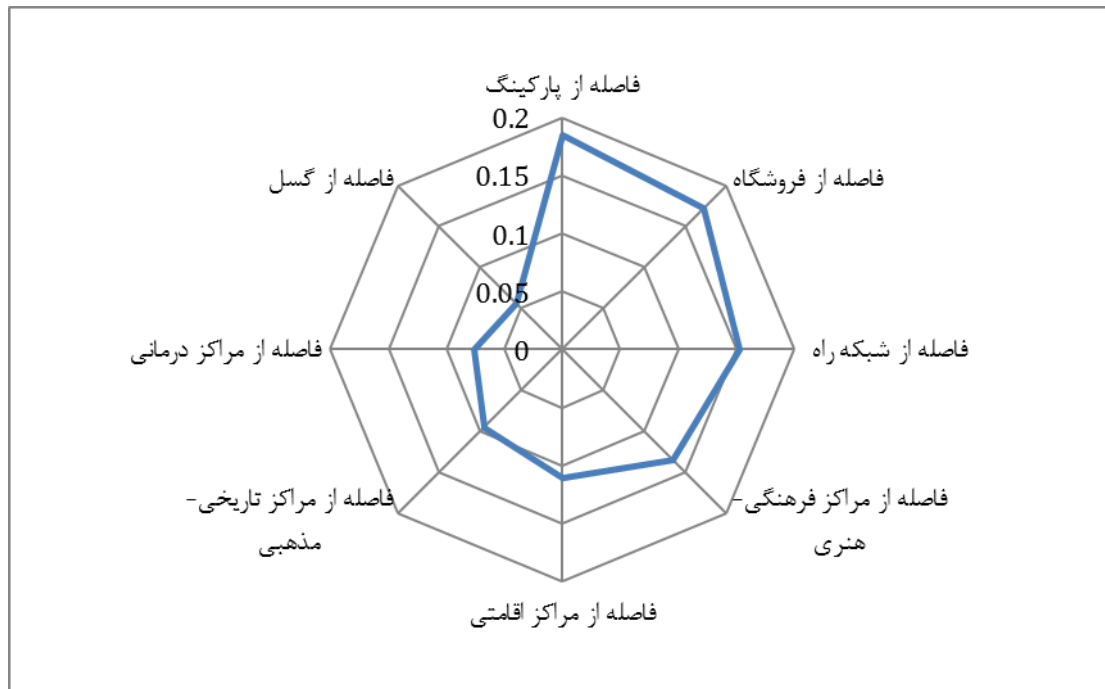 فاصله از پارکینگ
0.2
فاصله از گسل
0.15
فاصله از فروشگاه
0.1
0.05
فاصله از مراکز درمانی
0
فاصله از شبکه راه
فاصله از مراکز تاریخی-
مذهبی
فاصله از مراکز فرهنگی-
هنری
فاصله از مراکز اقامتی